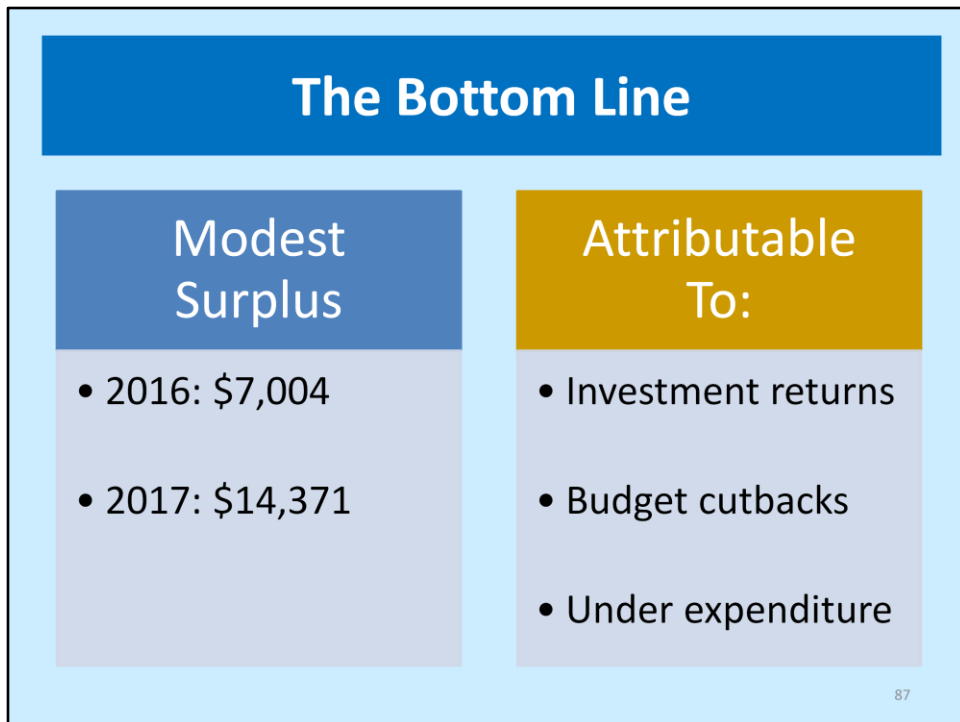 The Bottom Line
Modest
Surplus
• 2016: $7,004
• 2017: $14,371
Attributable
To:
• Investment returns
• Budget cutbacks
• Under expenditure
87